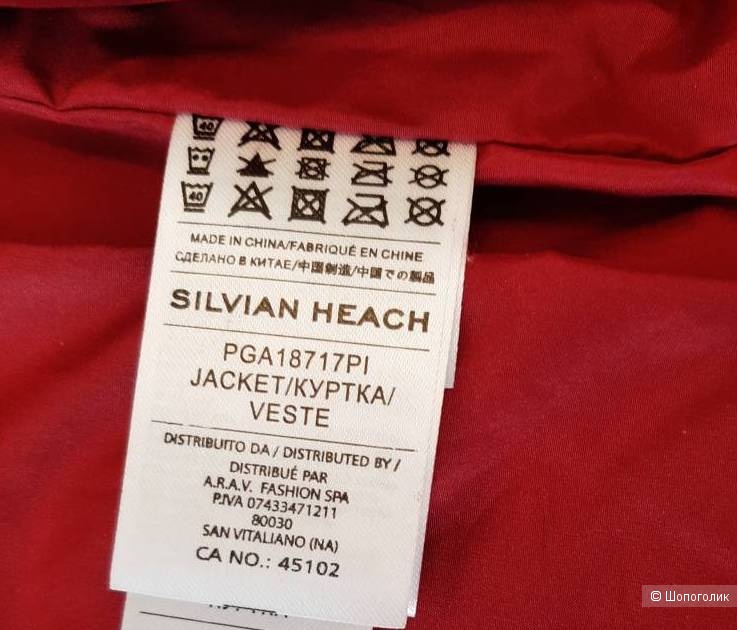 40
40
MADE IN CHINA/FABRIQUÉ EN CHINE
СДЕЛАНО В КИТАЕ/中国制造/中国での製品
SILVIAN HEACH
PGA18717PI
JACKET/КУРТКА/
VESTE
DISTRIBUITO DA / DISTRIBUTED BY /
DISTRIBUÉ PAR
A.R.A.V. FASHION SPA
P.IVA 07433471211
80030
SAN VITALIANO (NA)
CA NO.: 45102
© Шопоголик